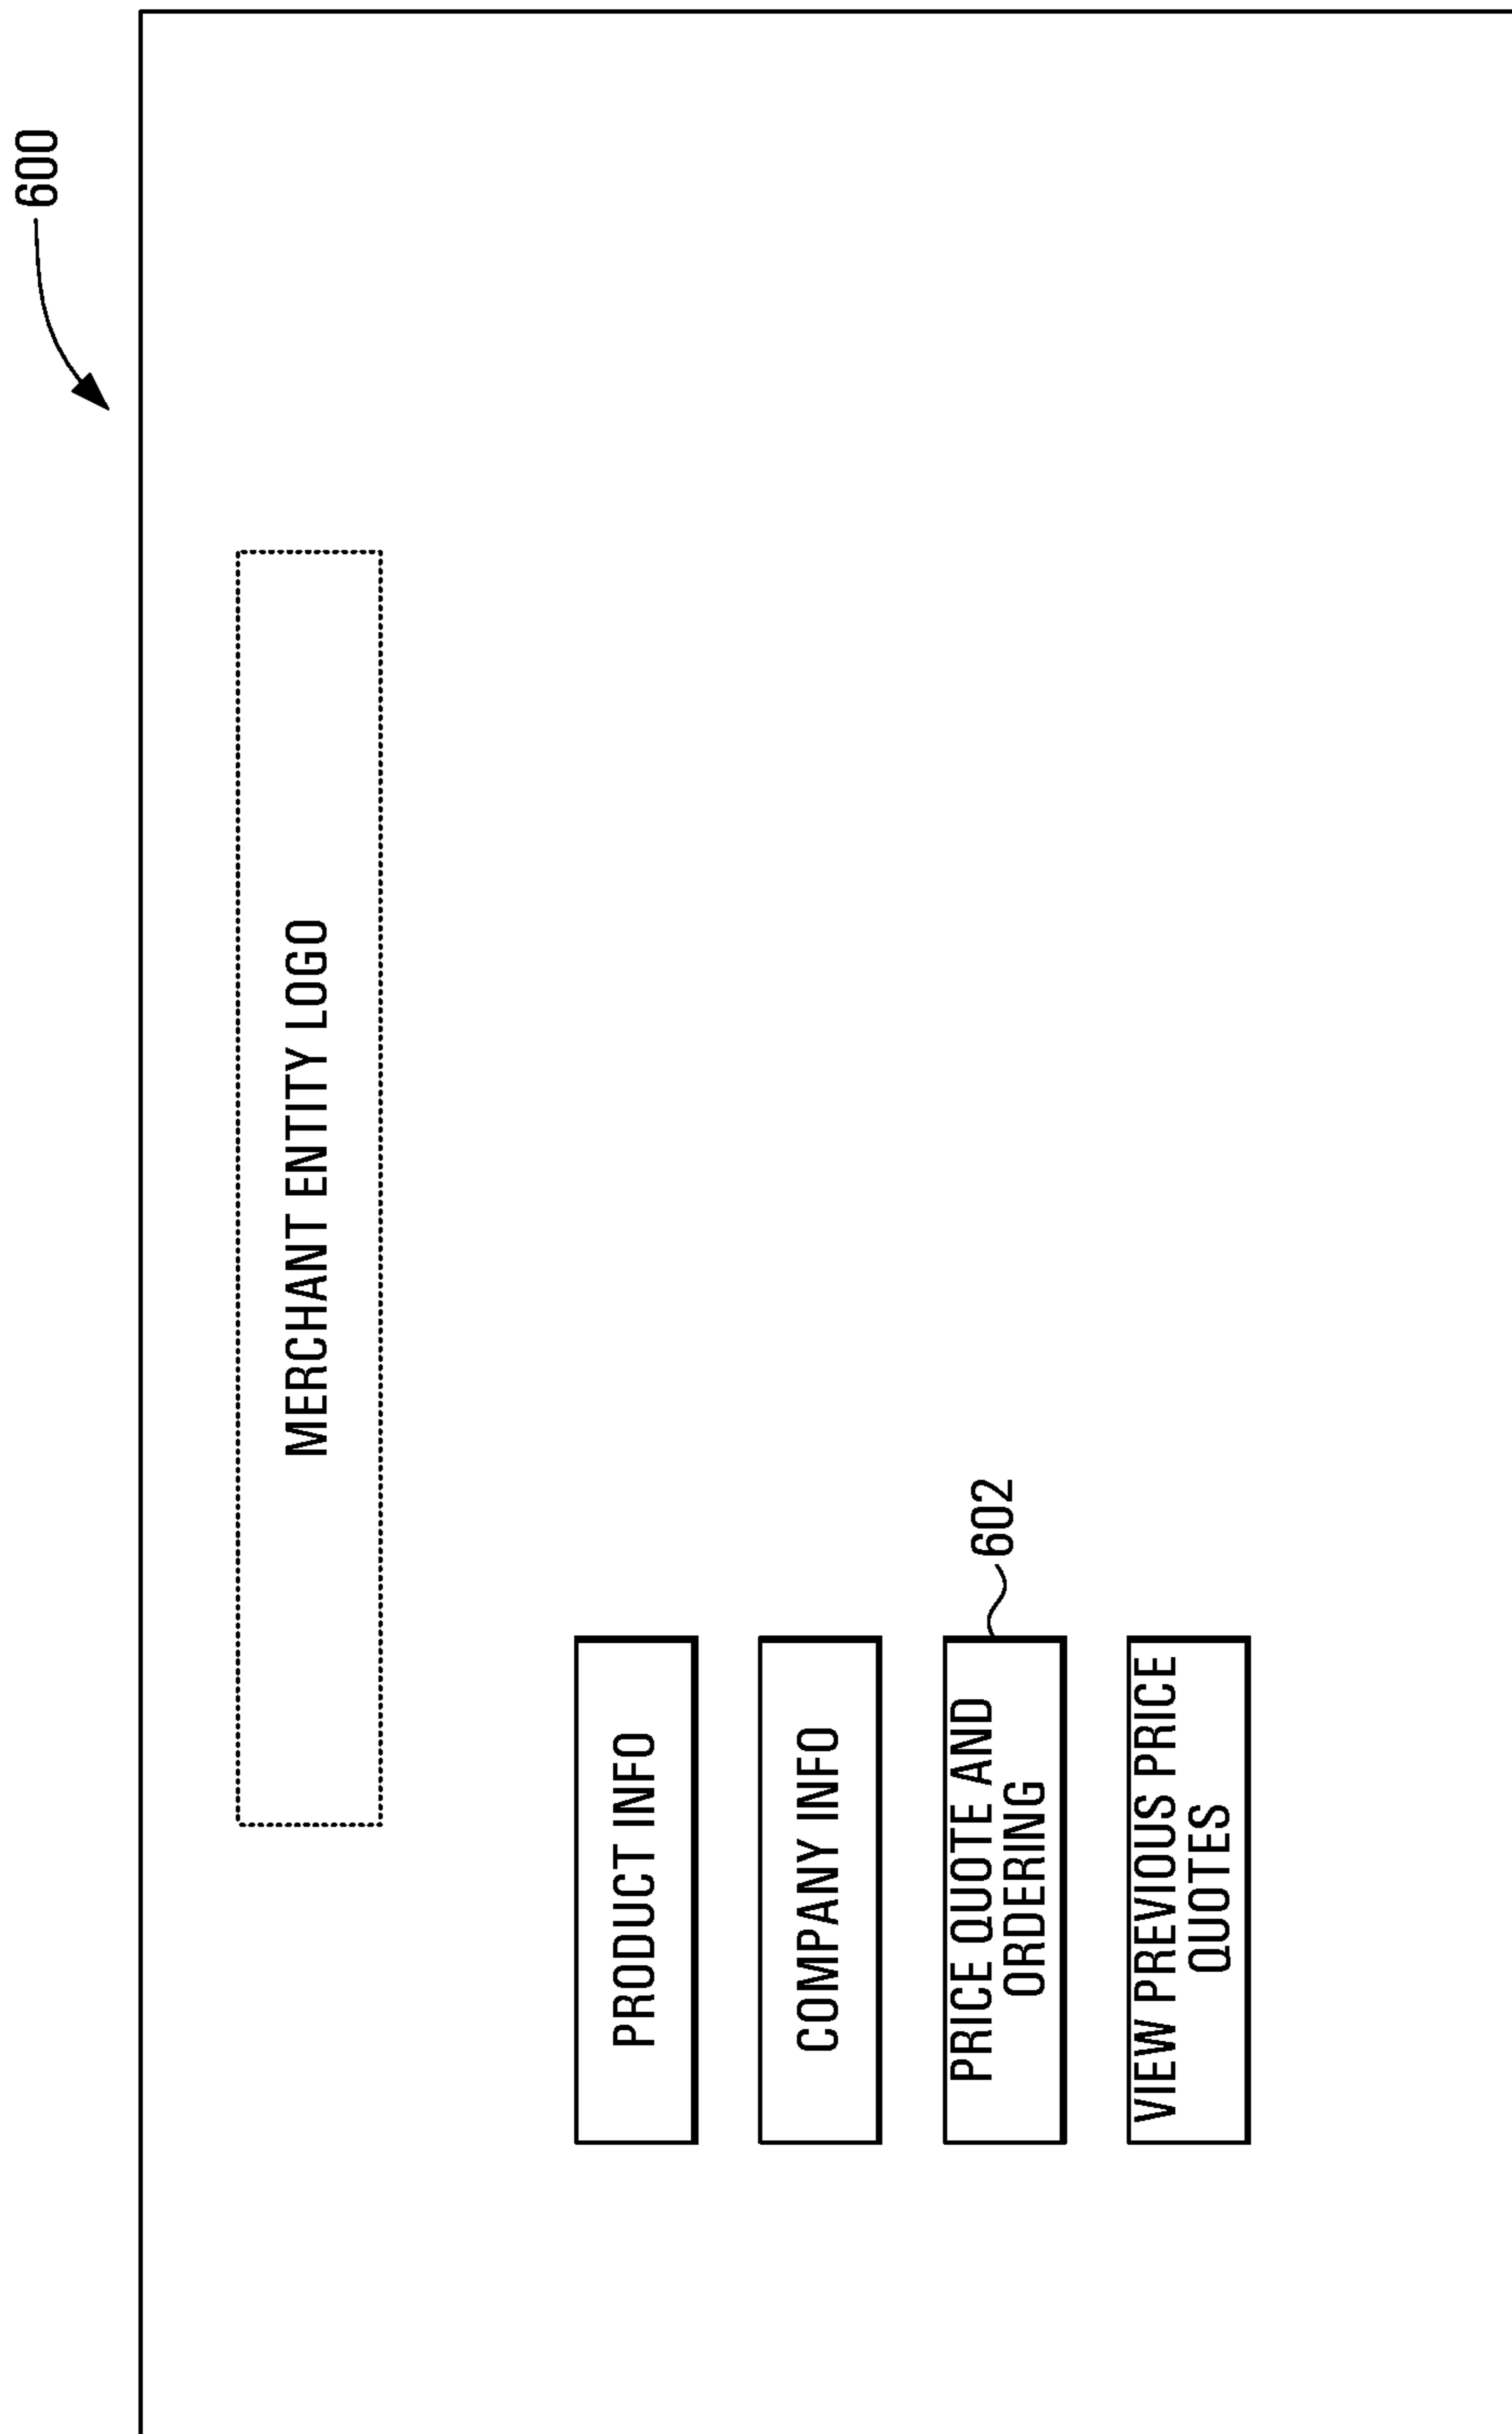 600
MERCHANT ENTITY LOGO
PRODUCT INFO
COMPANY INFO
PRICE QUOTE AND
ORDERING
602
VIEW PREVIOUS PRICE
QUOTES